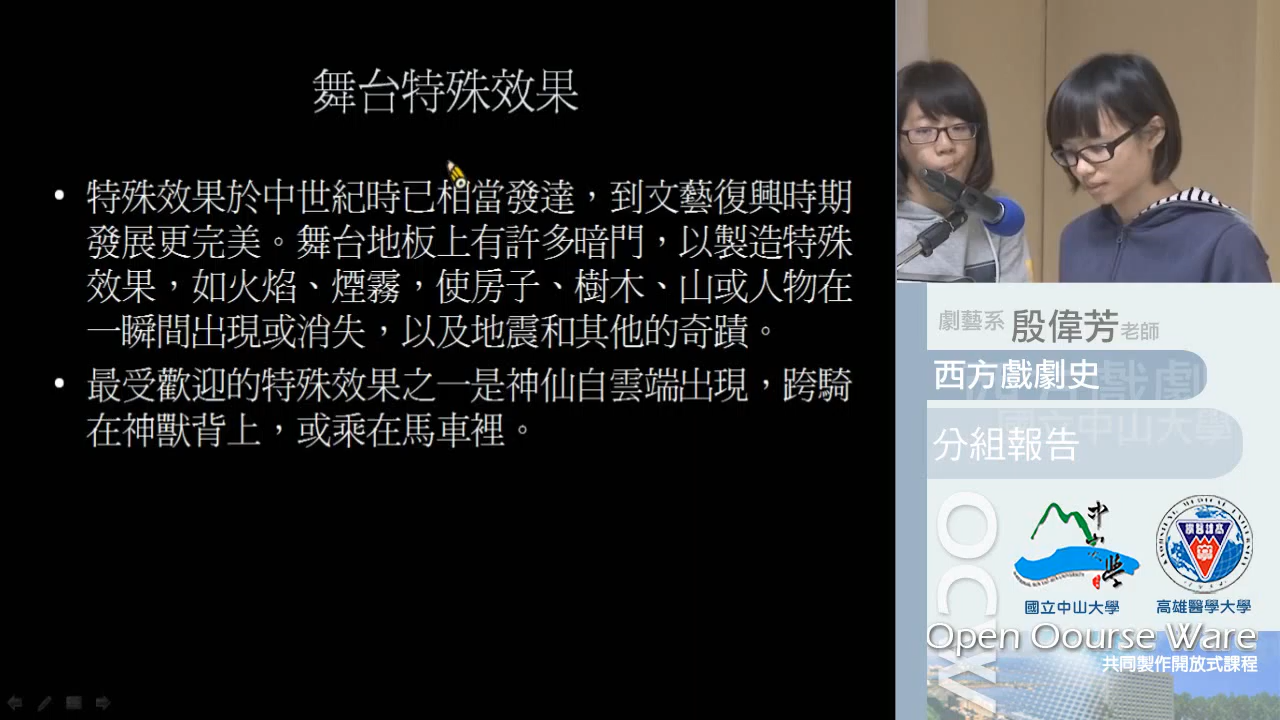 舞台特殊效果
• 特殊效果於中世紀時已相當發達，到文藝復興時期
發展更完美。舞台地板上有許多暗門，以製造特殊
效果，如火焰、煙霧，使房子、樹木、山或人物在
一瞬間出現或消失，以及地震和其他的奇蹟。
• 最受歡迎的特殊效果之一是神仙自雲端出現，跨騎
在神獸背上，或乘在馬車裡。
劇藝系 殷偉芳老師
西方戲劇史
分組報告
OCW
國立中山大學
高雄醫學大學
Open Oourse Ware
共同製作開放式課程